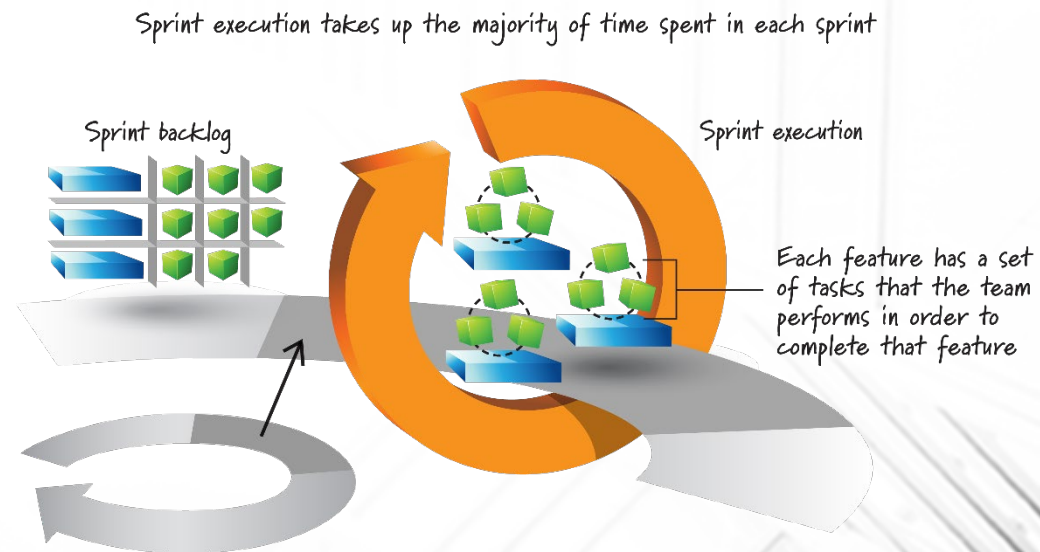 Sprint execution takes up the majority of time spent in each sprint
Sprint backlog
Sprint execution
Each feature has a set
of tasks that the team
performs in order to
complete that feature